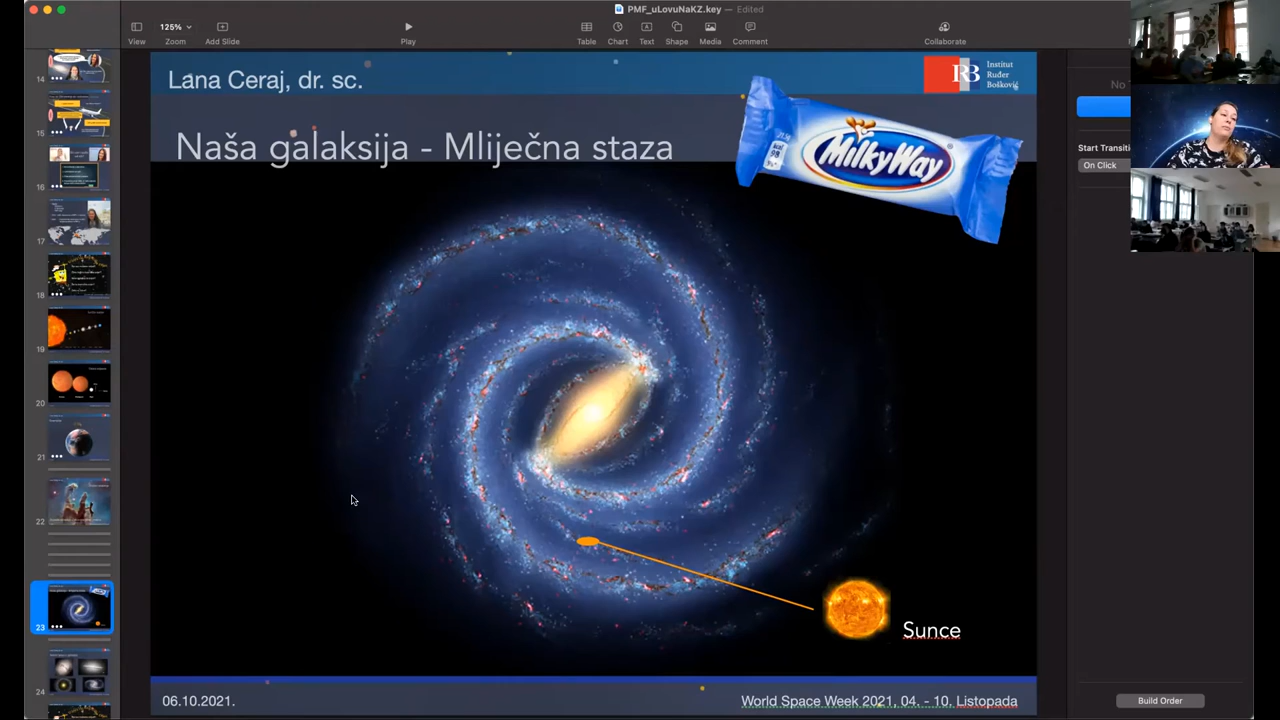 PMF_uLovuNaKZ.key — Edited
125%
View
Zoom
Add Slide
Play
Table
Chart
Text
Shape
Media
Comment
Collaborate
Lana Ceraj, dr. sc.
RB
Institut
Ruđer
Bošković
Naša galaksija - Mliječna staza
MilkyWay
Start Transiti
On Click
14
15
16
17
18
19
20
21
22
23
24
Sunce
06.10.2021.
World Space Week 2021, 04. - 10. Listopada
Build Order